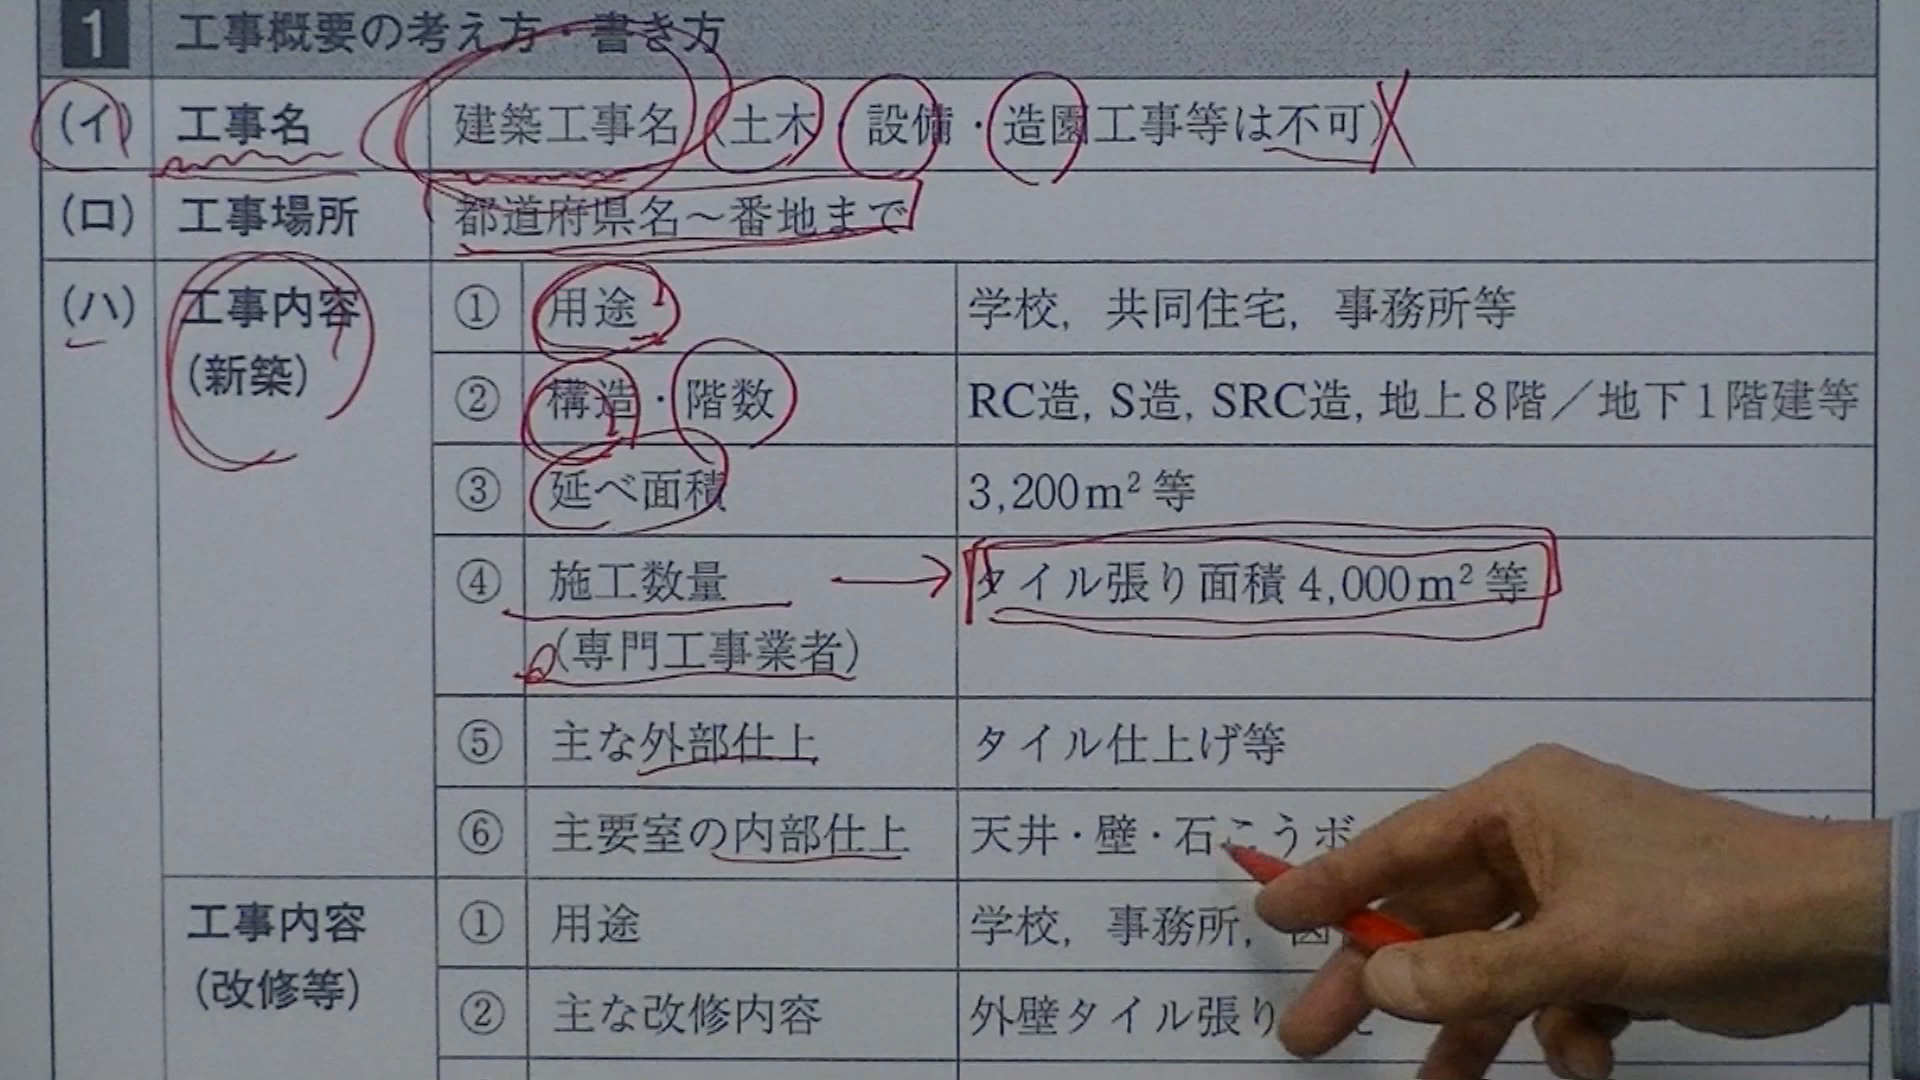 1 工事概要の考え方・書き方
(イ) 工事名 建築工事名 (土木・設備・造園工事等は不可)
(ロ) 工事場所 都道府県名～番地まで
(ハ) 工事内容 ① 用途 学校, 共同住宅, 事務所等
(新築) ② 構造・階数 RC造, S造, SRC造, 地上8階／地下1階建等
③ 延べ面積 3,200m² 等
④ 施工数量 タイル張り面積 4,000m² 等
(専門工事業者)
⑤ 主な外部仕上 タイル仕上げ等
⑥ 主要室の内部仕上 天井・壁・石こうボ
工事内容 ① 用途 学校, 事務所,
(改修等) ② 主な改修内容 外壁タイル張り